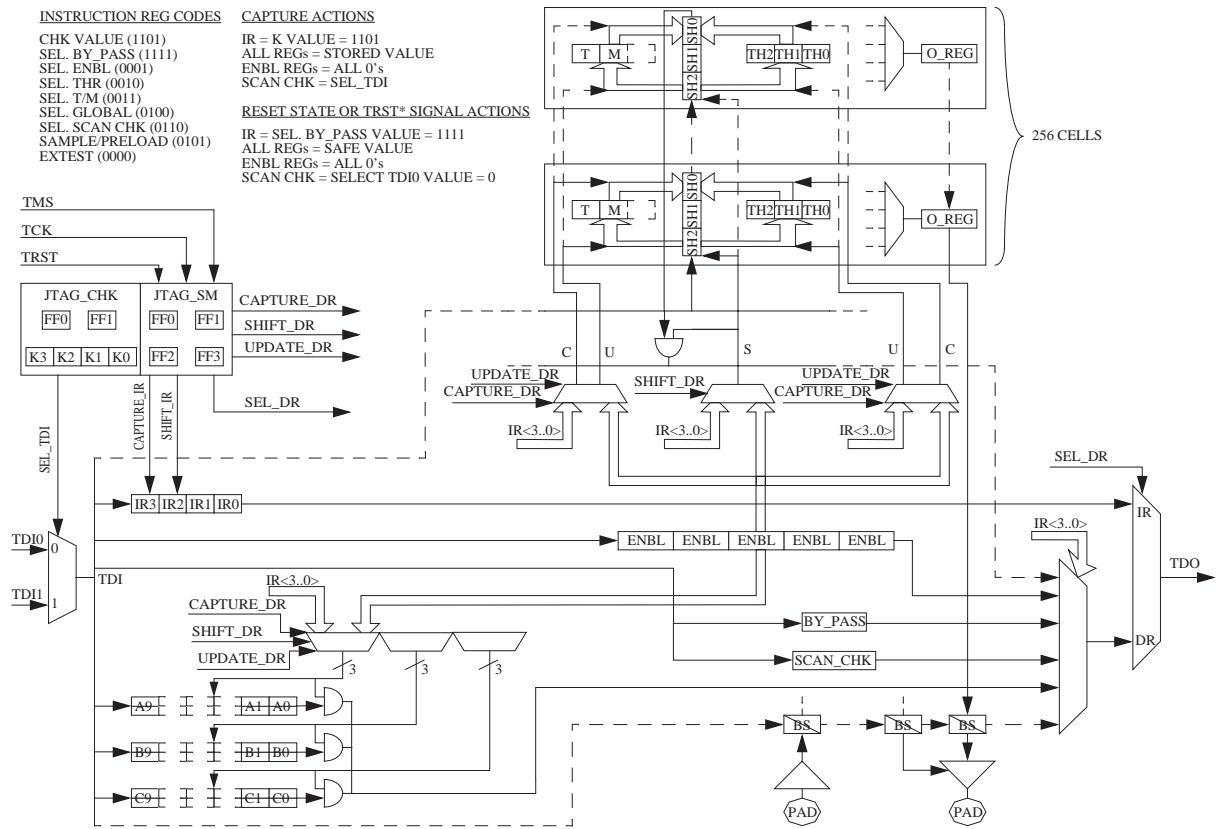 INSTRUCTION REG CODES
CHK VALUE (1101)
SEL. BY_PASS (1111)
SEL. ENBL (0001)
SEL. THR (0010)
SEL. T/M (0011)
SEL. GLOBAL (0100)
SEL. SCAN CHK (0110)
SAMPLE/PRELOAD (0101)
EXTEST (0000)
CAPTURE ACTIONS
IR = K VALUE = 1101
ALL REGs = STORED VALUE
ENBL REGs = ALL 0's
SCAN CHK = SEL_TDI
RESET STATE OR TRST* SIGNAL ACTIONS
IR = SEL. BY_PASS VALUE = 1111
ALL REGs = SAFE VALUE
ENBL REGs = ALL 0's
SCAN CHK = SELECT TDI0 VALUE = 0
T M
SH0
SH1
SH2
TH2 TH1 TH0
O_REG
256 CELLS
T M
SH0
SH1
SH2
TH2 TH1 TH0
O_REG
TMS
TCK
TRST
JTAG_CHK
FF0 FF1
K3 K2 K1 K0
JTAG_SM
FF0 FF1
FF2 FF3
CAPTURE_DR
SHIFT_DR
UPDATE_DR
SEL_DR
SEL_TDI
CAPTURE_IR
SHIFT_IR
C U S U C
UPDATE_DR
CAPTURE_DR
IR<3..0>
SHIFT_DR
IR<3..0>
UPDATE_DR
CAPTURE_DR
IR<3..0>
IR3 IR2 IR1 IR0
SEL_DR
IR
DR
TDO
TDI0
0
TDI1
1
TDI
ENBL ENBL ENBL ENBL ENBL
IR<3..0>
IR<3..0>
CAPTURE_DR
SHIFT_DR
UPDATE_DR
3 3 3
BY_PASS
SCAN_CHK
A9 A1 A0
B9 B1 B0
C9 C1 C0
BS BS BS
PAD PAD